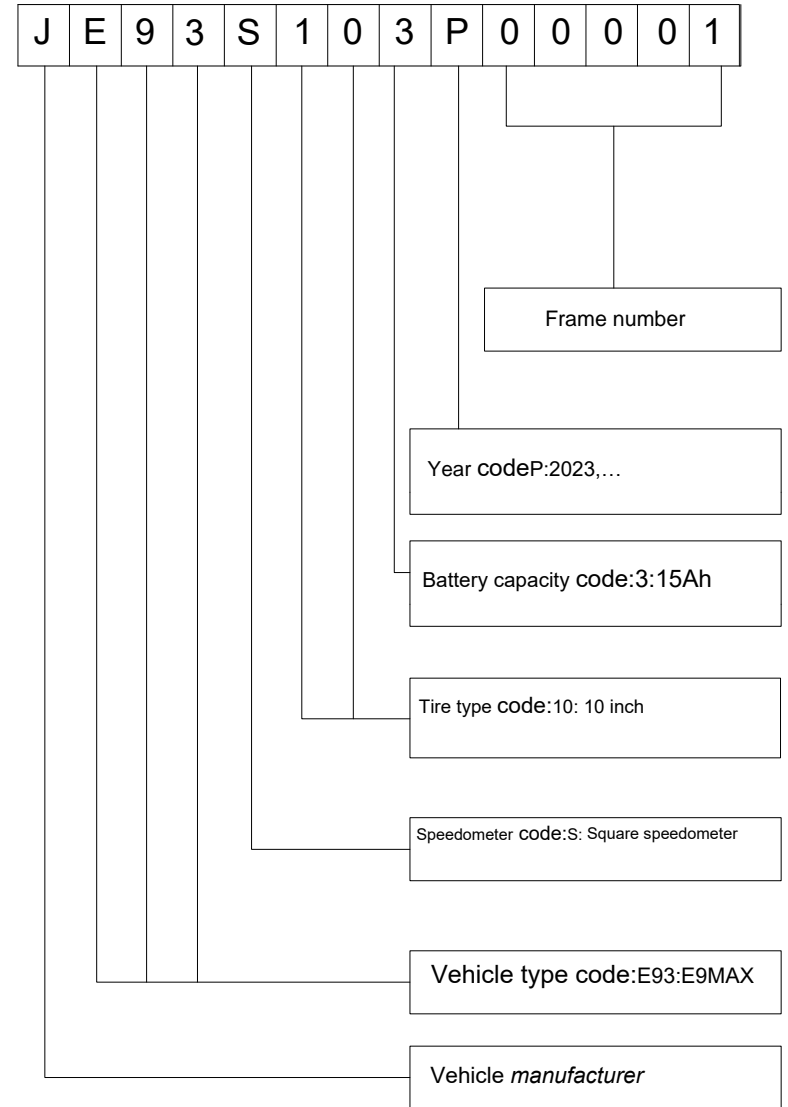 J E 9 3 S 1 0 3 P 0 0 0 0 1
Frame number
Year codeP:2023,…
Battery capacity code:3:15Ah
Tire type code:10: 10 inch
Speedometer code:S: Square speedometer
Vehicle type code:E93:E9MAX
Vehicle manufacturer